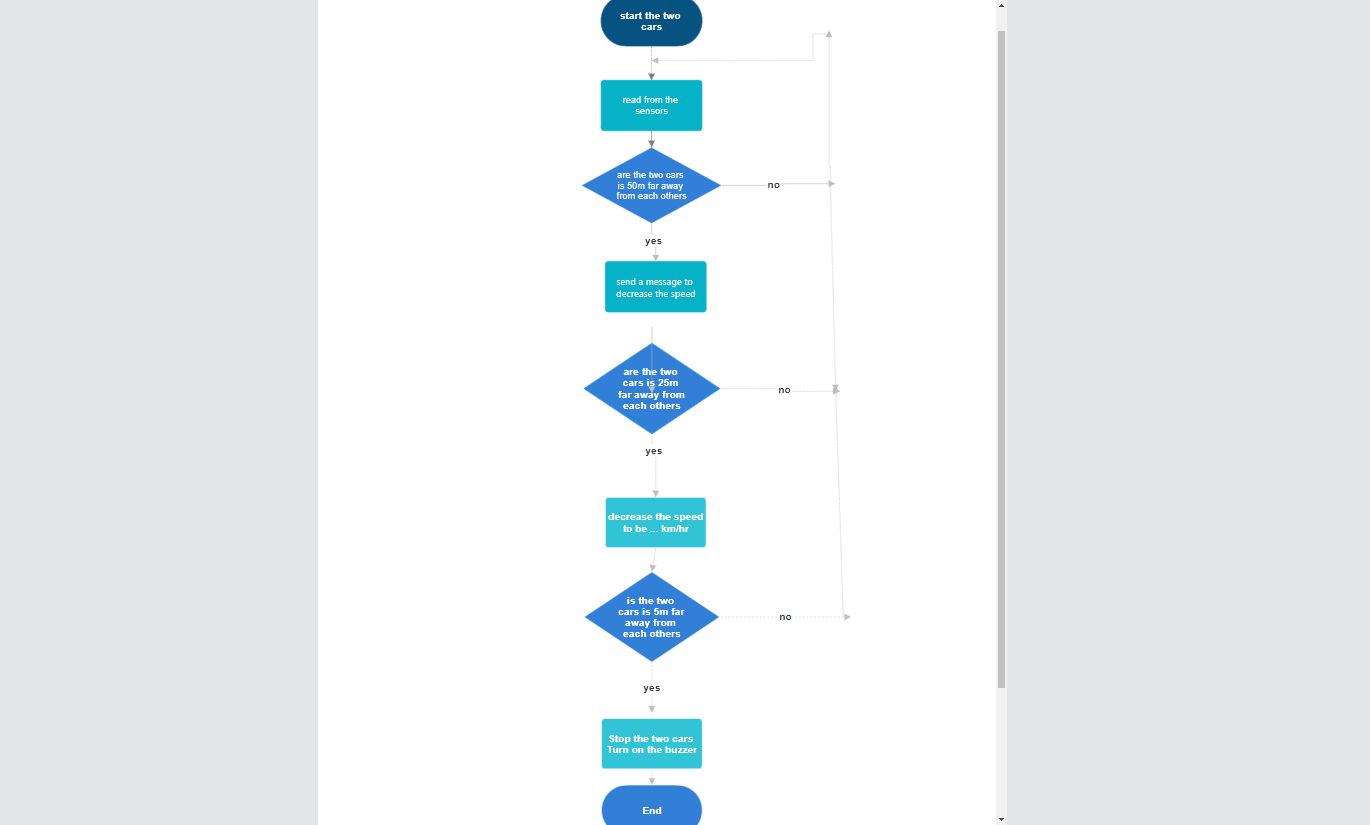 start the two
cars
read from the
sensors
are the two cars
is 50m far away
from each others
no
yes
send a message to
decrease the speed
are the two
cars is 25m
far away from
each others
no
yes
decrease the speed
to be ... km/hr
is the two
cars is 5m far
away from
each others
no
yes
Stop the two cars
Turn on the buzzer
End